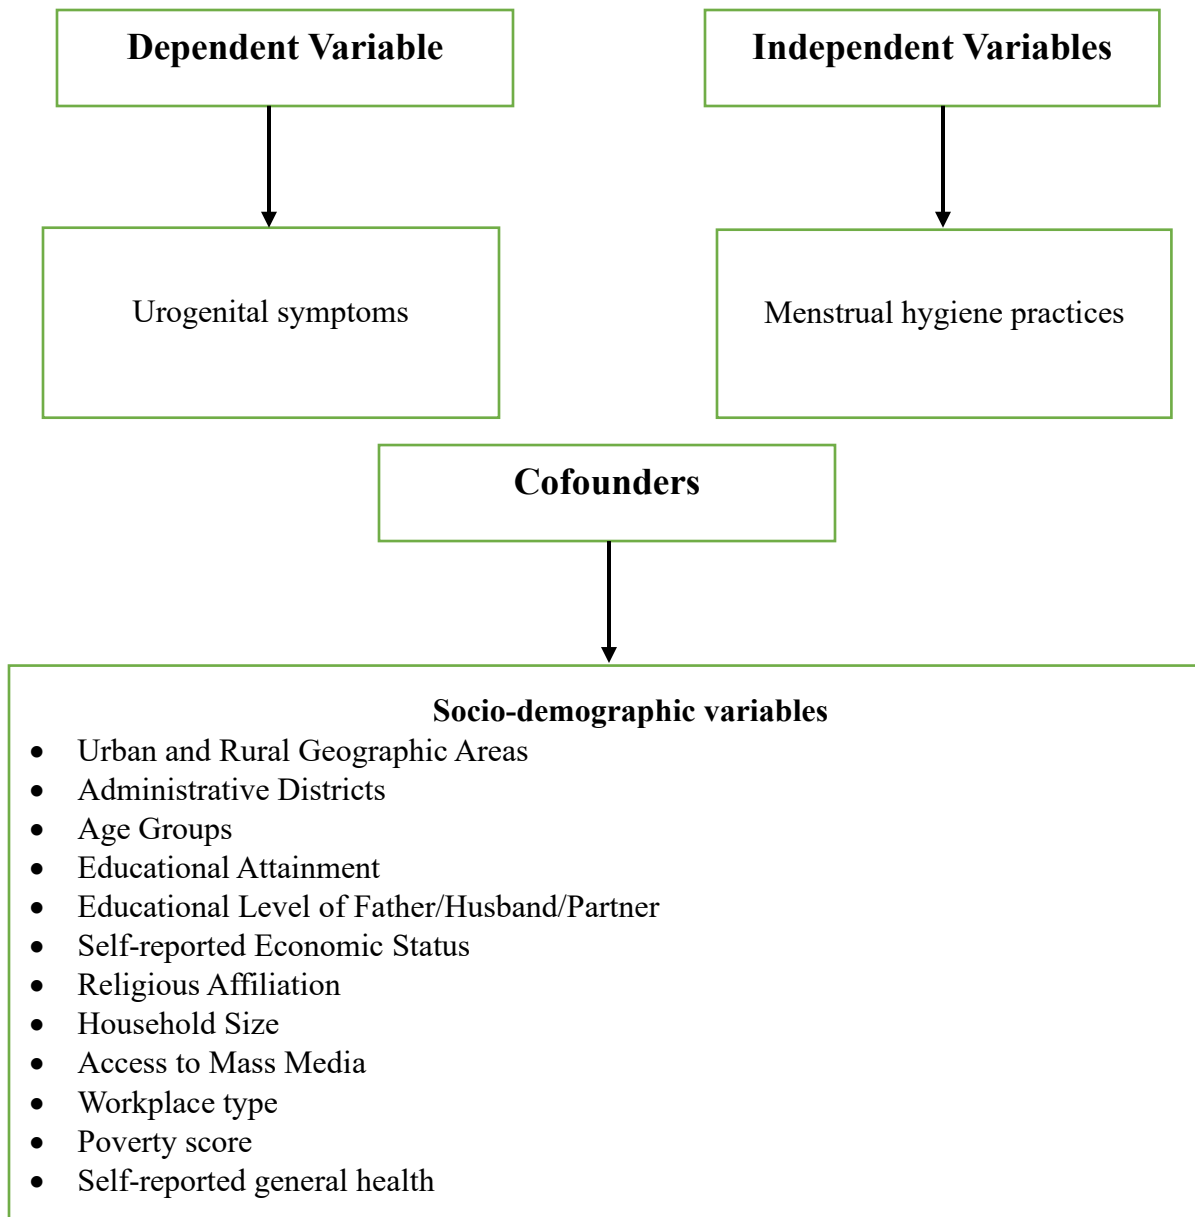 Dependent Variable
Independent Variables
Urogenital symptoms
Menstrual hygiene practices
Cofounders
Socio-demographic variables
• Urban and Rural Geographic Areas
• Administrative Districts
• Age Groups
• Educational Attainment
• Educational Level of Father/Husband/Partner
• Self-reported Economic Status
• Religious Affiliation
• Household Size
• Access to Mass Media
• Workplace type
• Poverty score
• Self-reported general health